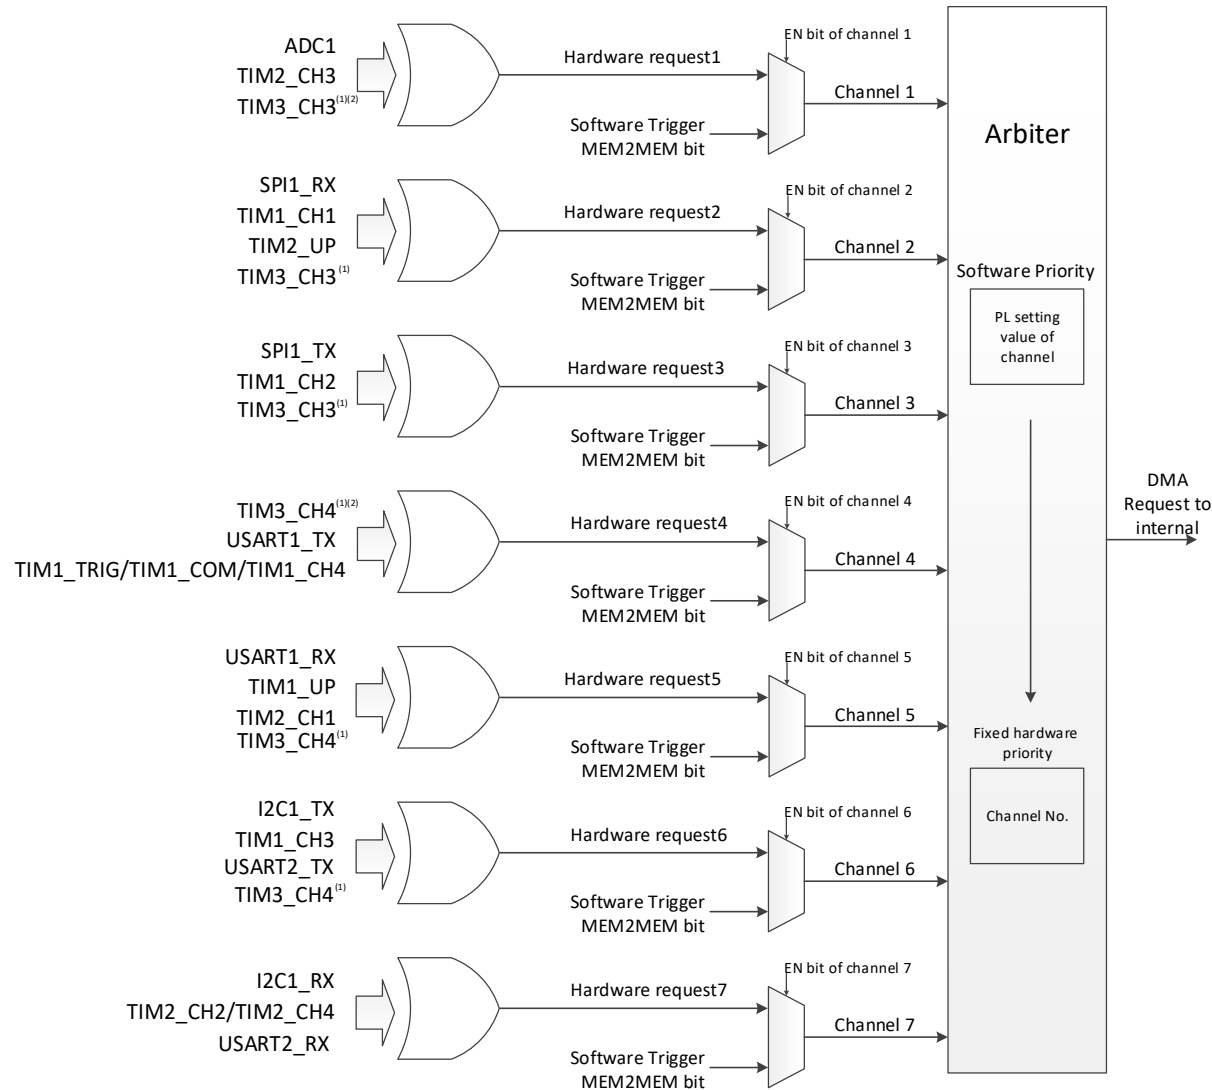 ADC1
TIM2_CH3
TIM3_CH3(1)(2)
Hardware request1
Software Trigger
MEM2MEM bit
EN bit of channel 1
Channel 1
SPI1_RX
TIM1_CH1
TIM2_UP
TIM3_CH3(1)
Hardware request2
Software Trigger
MEM2MEM bit
EN bit of channel 2
Channel 2
SPI1_TX
TIM1_CH2
TIM3_CH3(1)
Hardware request3
Software Trigger
MEM2MEM bit
EN bit of channel 3
Channel 3
TIM3_CH4(1)(2)
USART1_TX
TIM1_TRIG/TIM1_COM/TIM1_CH4
Hardware request4
Software Trigger
MEM2MEM bit
EN bit of channel 4
Channel 4
USART1_RX
TIM1_UP
TIM2_CH1
TIM3_CH4(1)
Hardware request5
Software Trigger
MEM2MEM bit
EN bit of channel 5
Channel 5
I2C1_TX
TIM1_CH3
USART2_TX
TIM3_CH4(1)
Hardware request6
Software Trigger
MEM2MEM bit
EN bit of channel 6
Channel 6
I2C1_RX
TIM2_CH2/TIM2_CH4
USART2_RX
Hardware request7
Software Trigger
MEM2MEM bit
EN bit of channel 7
Channel 7
Arbiter
Software Priority
PL setting
value of
channel
Fixed hardware
priority
Channel No.
DMA
Request to
internal